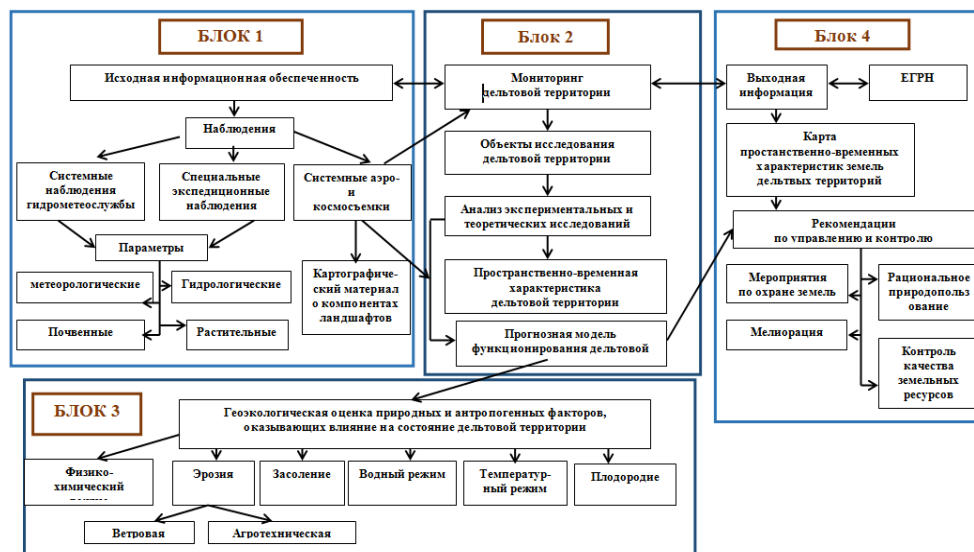 БЛОК 1
Исходная информационная обеспеченность
Наблюдения
Системные
наблюдения
гидрометеослужбы
Специальные
экспедиционные
наблюдения
Системные аэро-
и
космосъемки
Параметры
метеорологические
Гидрологические
Почвенные
Растительные
Картографиче-
ский материал
о компонентах
ландшафтов
Блок 2
Мониторинг
дельтовой территории
Объекты исследования
дельтовой территории
Анализ экспериментальных и
теоретических исследований
Пространственно-временная
характеристика
дельтовой территории
Прогнозная модель
функционирования дельтовой
Блок 4
Выходная
информация
ЕГРН
Карта
простанственно-временных
характеристик земель
дельтвых территорий
Рекомендации
по управлению и контролю
Мероприятия
по охране земель
Рациональное
природопольз
ование
Мелиорация
Контроль
качества
земельных
ресурсов
БЛОК 3
Геоэкологическая оценка природных и антропогенных факторов,
оказывающих влияние на состояние дельтовой территории
Физико-
химический
Эрозия
Засоление
Водный режим
Температур-
ный режим
Плодородие
Ветровая
Агротехническая